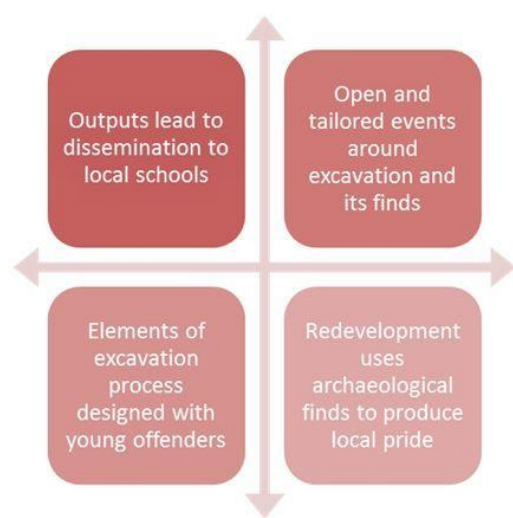 Outputs lead to
dissemination to
local schools
Open and
tailored events
around
excavation and
its finds
Elements of
excavation
process
designed with
young offenders
Redevelopment
uses
archaeological
finds to produce
local pride